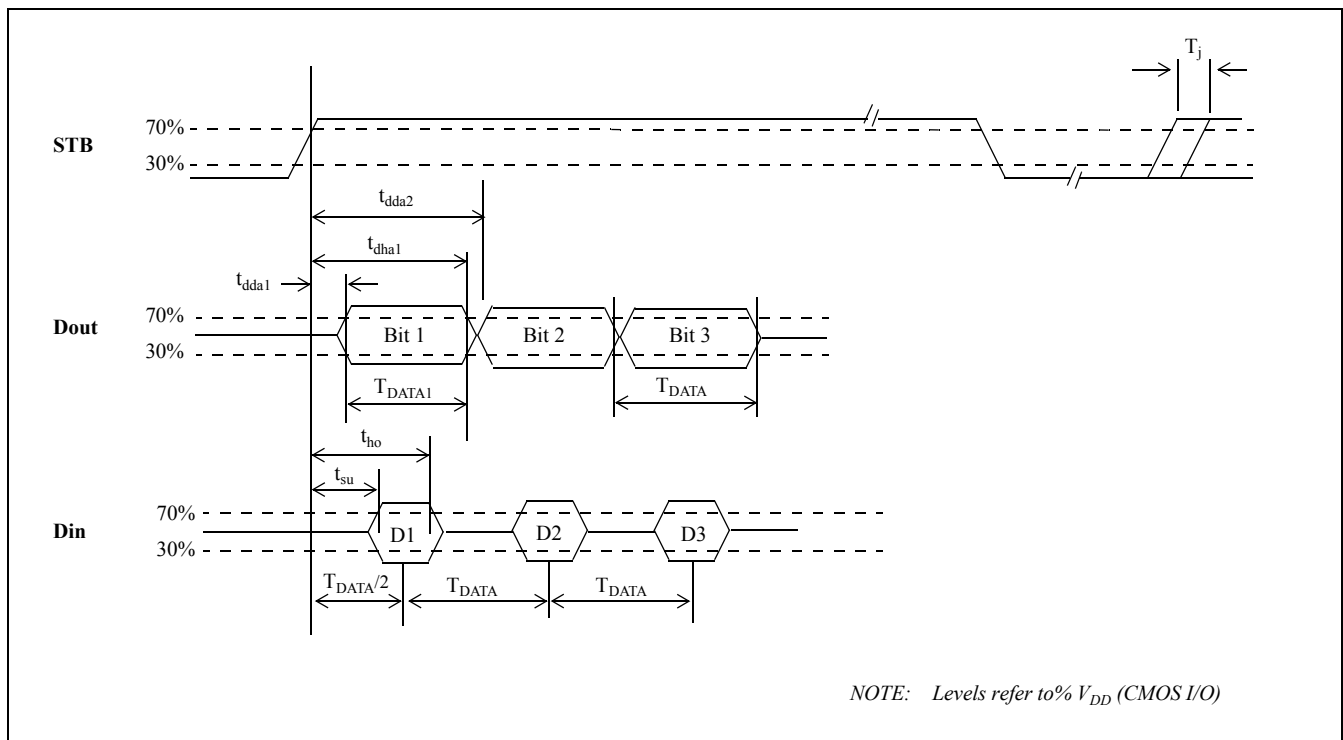 Tj
70%
STB
30%
tdda2
tdha1
tdda1
70%
Dout
Bit 1
Bit 2
Bit 3
30%
TDATA1
TDATA
tho
tsu
70%
Din
D1
D2
D3
30%
TDATA/2
TDATA
TDATA
NOTE: Levels refer to% VDD (CMOS I/O)